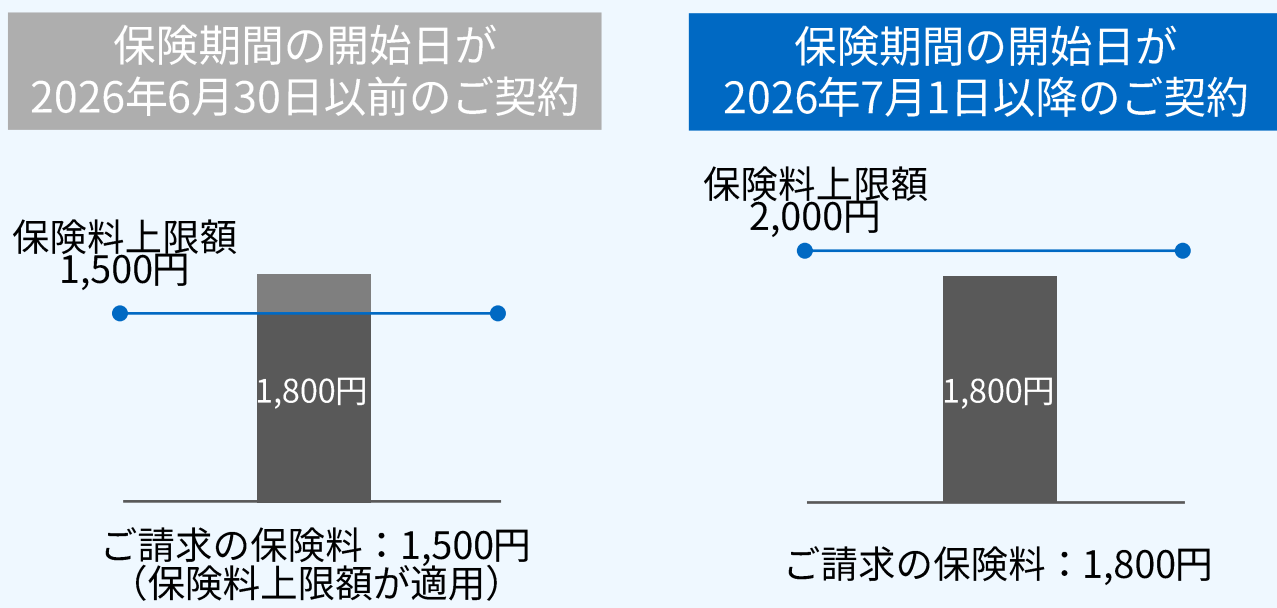 保険期間の開始日が
2026年6月30日以前のご契約
保険料上限額
1,500円
1,800円
ご請求の保険料：1,500円
（保険料上限額が適用）
保険期間の開始日が
2026年7月1日以降のご契約
保険料上限額
2,000円
1,800円
ご請求の保険料：1,800円